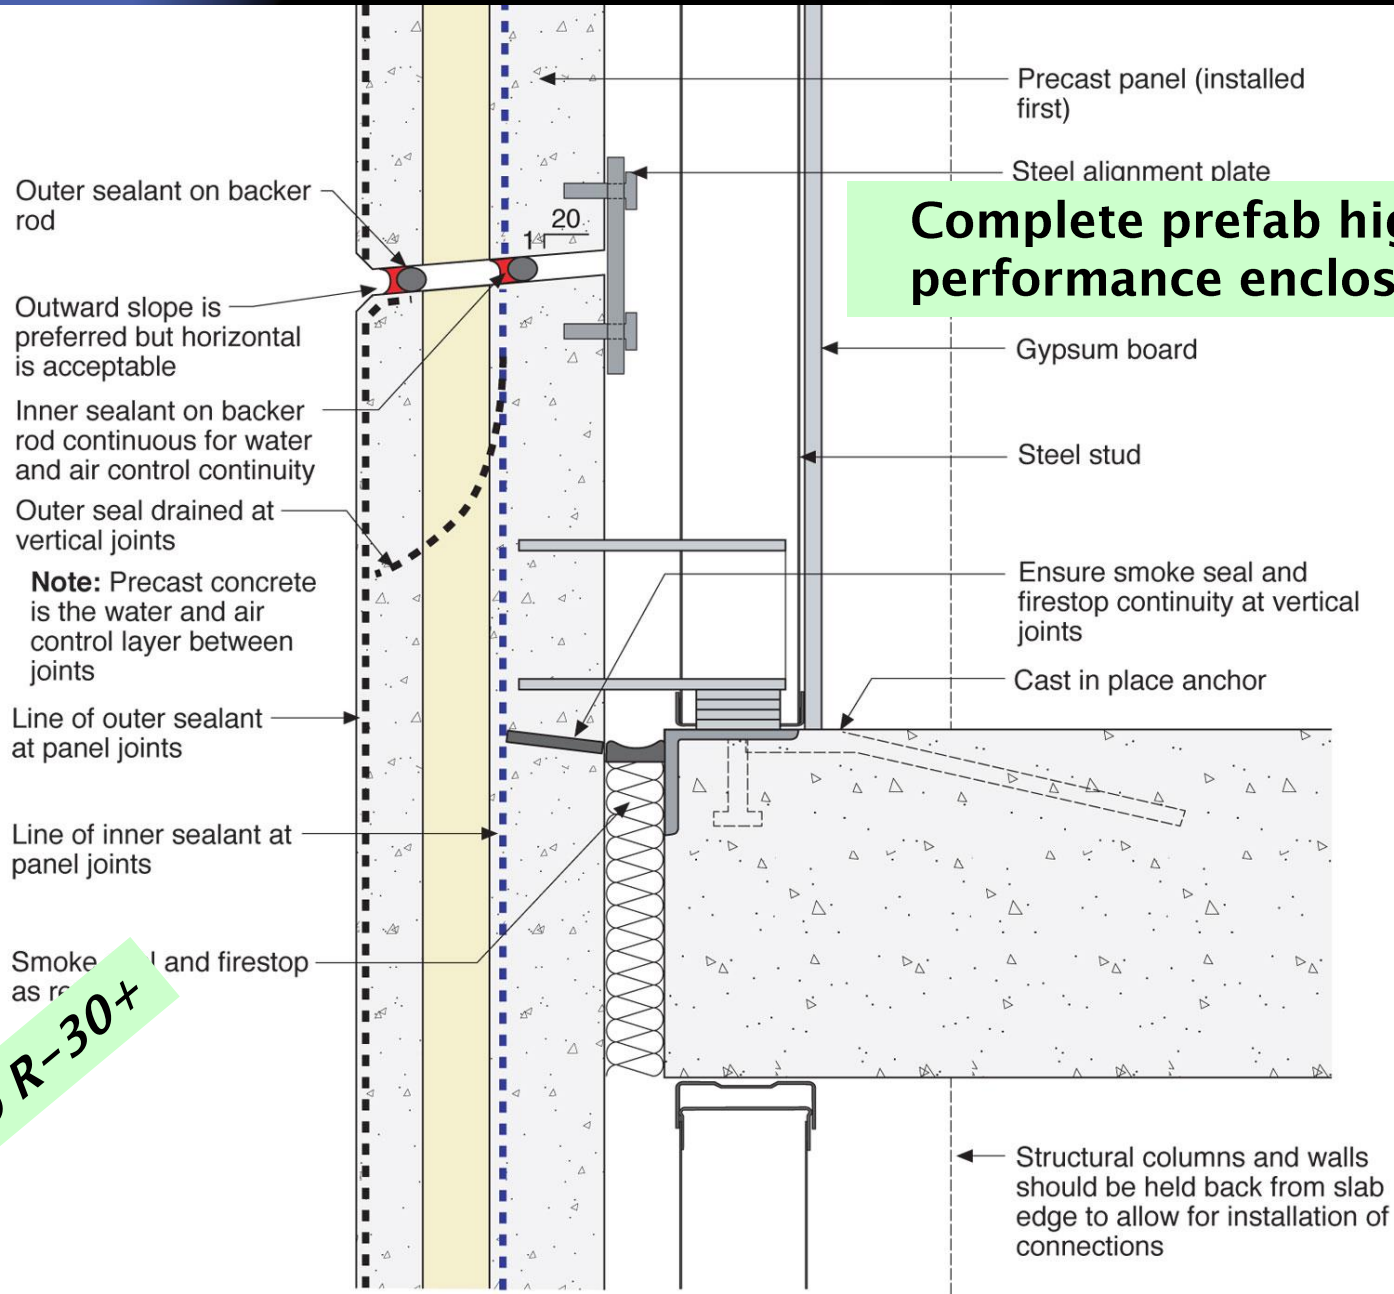 Precast panel (installed
first)
Steel alignment plate
Complete prefab
performance
Gypsum board
Steel stud
Ensure smoke seal and
firestop continuity at vertical
joints
Cast in place anchor
Structural columns and walls
should be held back from slab
edge to allow for installation of
connections
Outer sealant on backer
rod
Outward slope is
preferred but horizontal
is acceptable
Inner sealant on backer
rod continuous for water
and air control continuity
Outer seal drained at
vertical joints
Note: Precast concrete
is the water and air
control layer between
joints
Line of outer sealant
at panel joints
Line of inner sealant at
panel joints
Smoke and firestop
as
R-30+
20
1